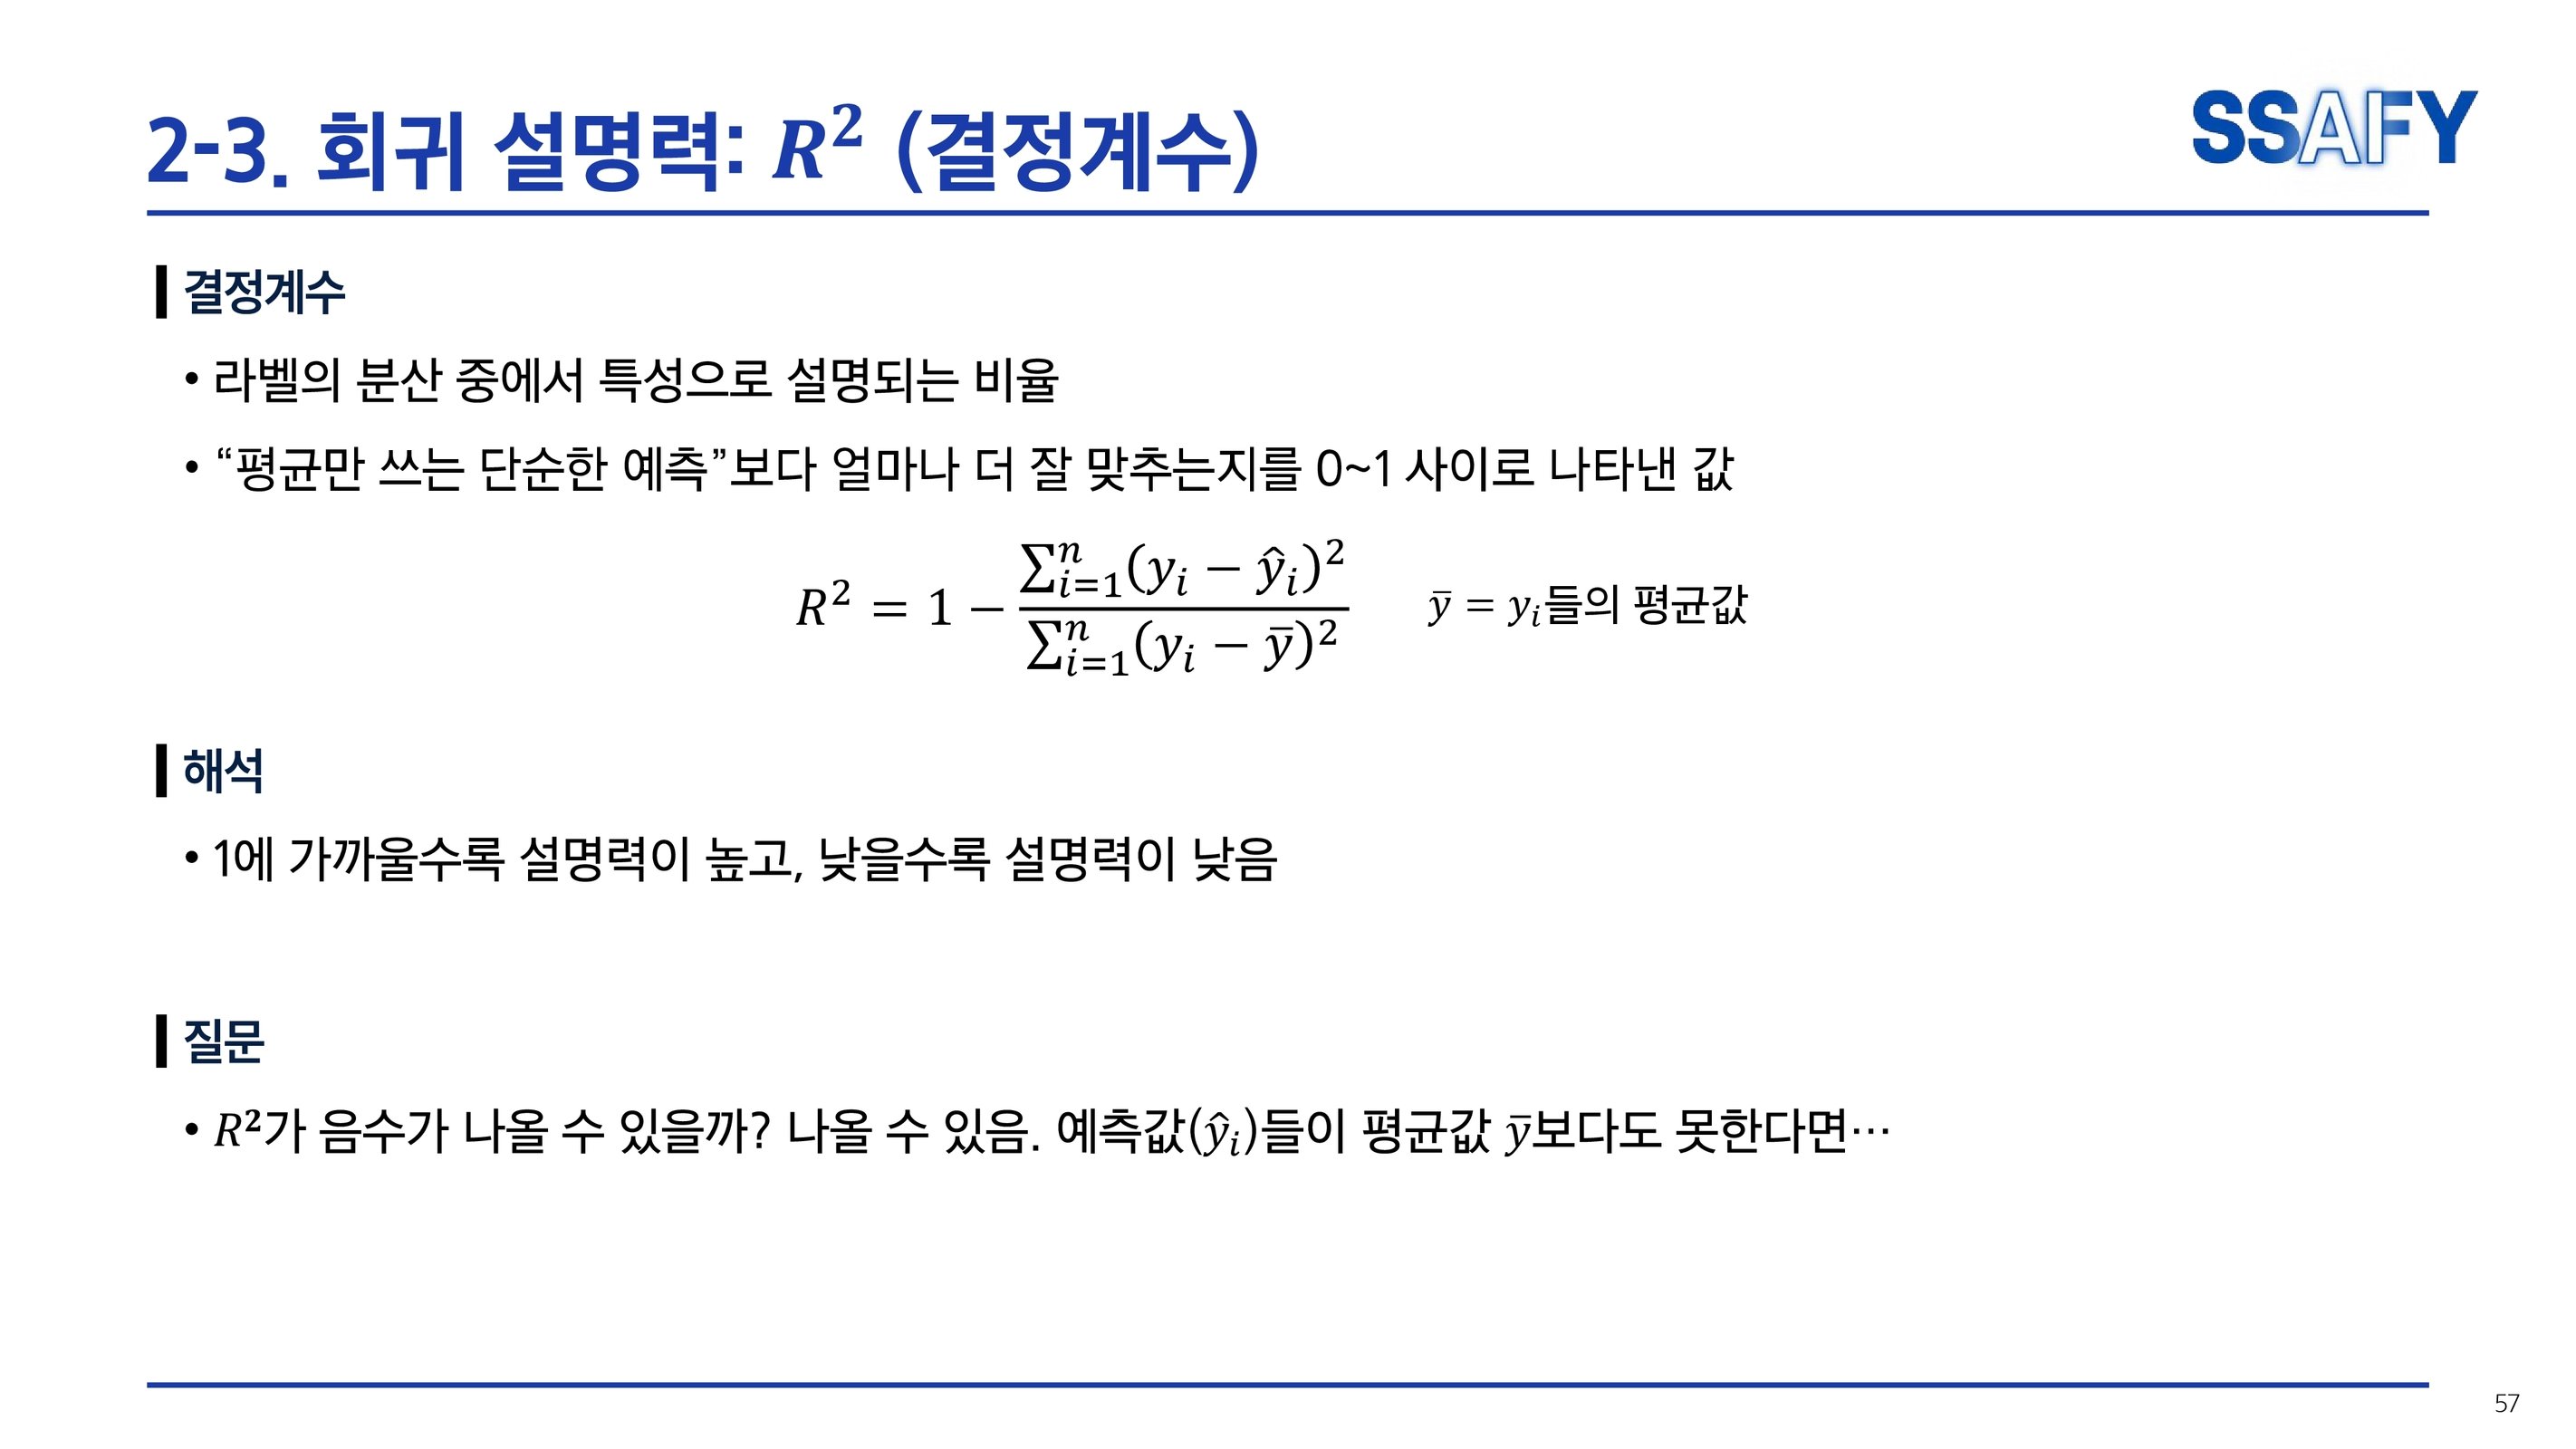 2-3. 회귀 설명력: R² (결정계수)
SSAFY
결정계수
• 라벨의 분산 중에서 특성으로 설명되는 비율
• “평균만 쓰는 단순한 예측”보다 얼마나 더 잘 맞추는지를 0~1 사이로 나타낸 값
R² = 1 − \frac{\sum_{i=1}^{n}(y_i − \hat{y}_i)^2}{\sum_{i=1}^{n}(y_i − \bar{y})^2} \bar{y} = y_i들의 평균값
해석
• 1에 가까울수록 설명력이 높고, 낮을수록 설명력이 낮음
질문
• R²가 음수가 나올 수 있을까? 나올 수 있음. 예측값(\hat{y}_i)들이 평균값 \bar{y}보다도 못한다면…
57